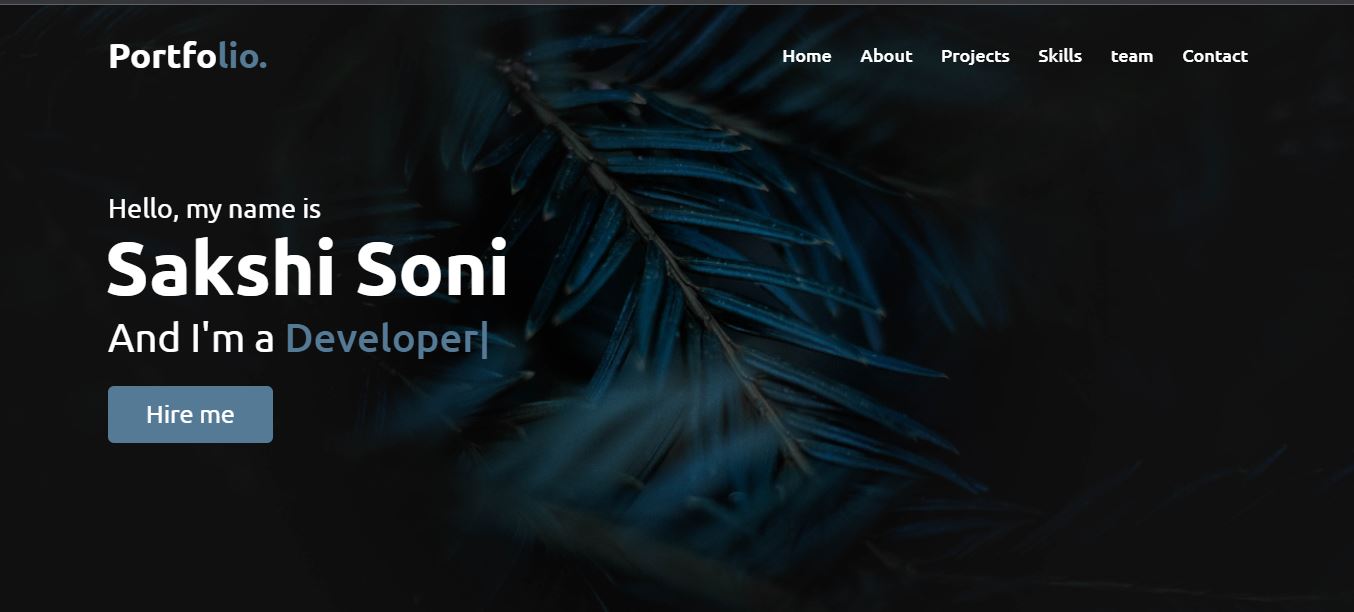 Portfolio.
Home About Projects Skills team Contact
Hello, my name is
Sakshi Soni
And I'm a Developer|
Hire me